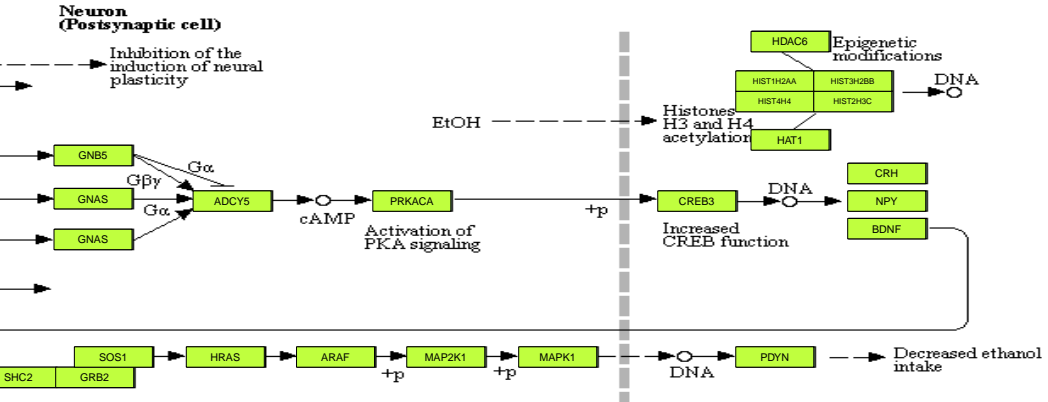 Neuron
(Postsynaptic cell)
Inhibition of the
induction of neural
plasticity
HDAC6
Epigenetic
modifications
HIST1H2AA
HIST3H2BB
HIST4H4
HIST2H3C
DNA
EtOH
Histones
H3 and H4
acetylation
HAT1
GNB5
Gα
Gβγ
GNAS
Gα
GNAS
ADCY5
cAMP
PRKACA
Activation of
PKA signaling
+p
CREB3
Increased
CREB function
DNA
CRH
NPY
BDNF
SOS1
SHC2
GRB2
HRAS
ARAF
+p
MAP2K1
+p
MAPK1
DNA
PDYN
Decreased ethanol
intake